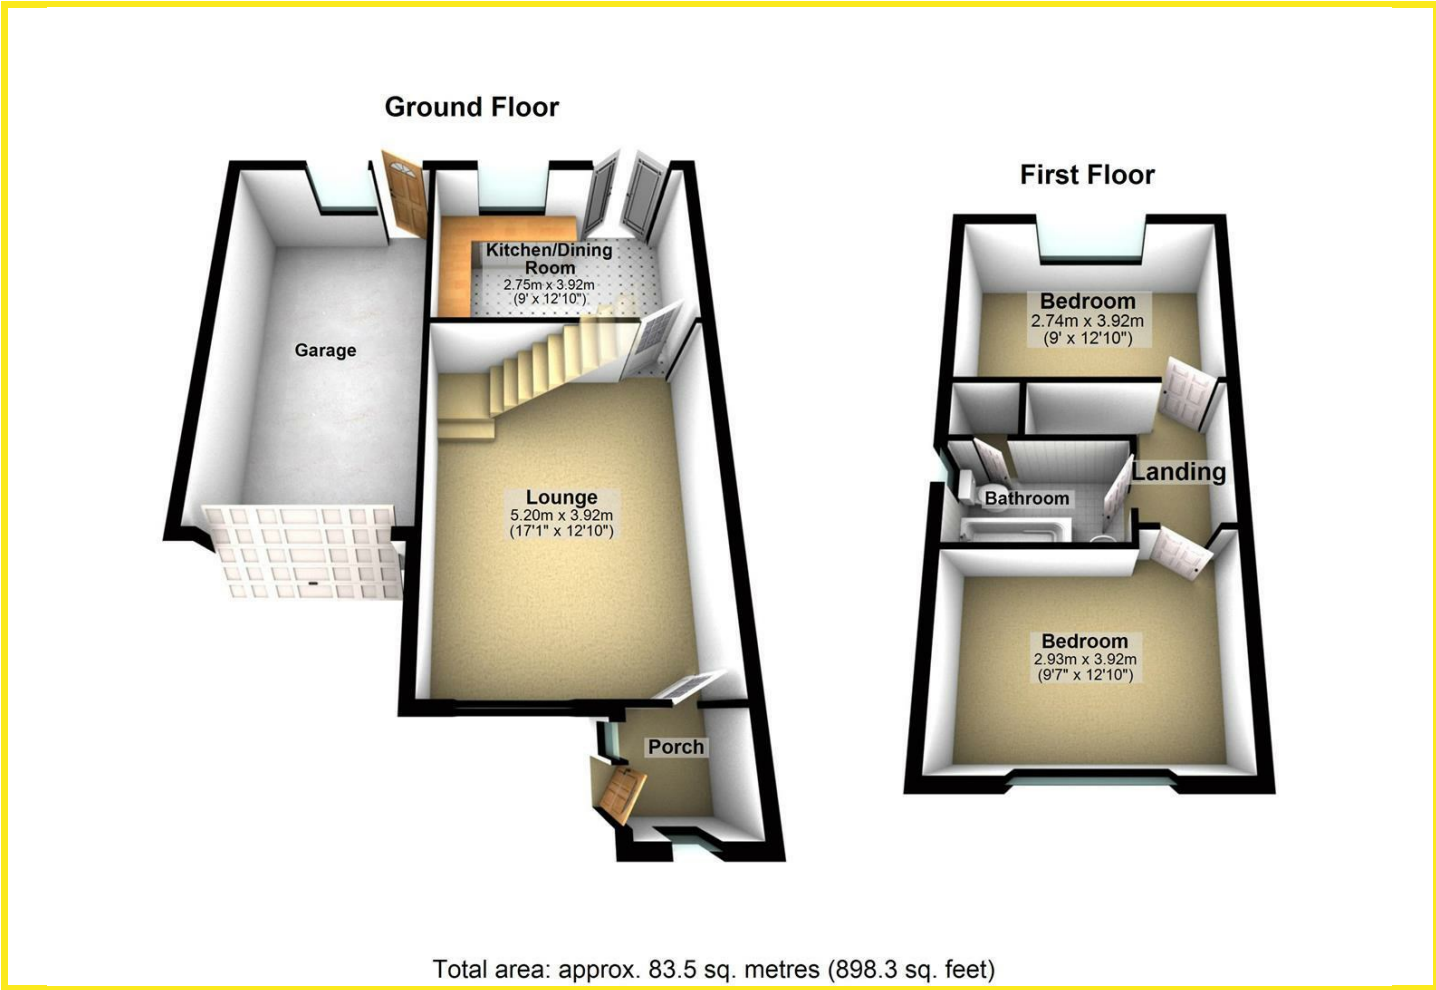 Ground Floor
Kitchen/Dining
Room
2.75m x 3.92m
(9' x 12'10")
Garage
Lounge
5.20m x 3.92m
(17'1" x 12'10")
Porch
First Floor
Bedroom
2.74m x 3.92m
(9' x 12'10")
Landing
Bathroom
Bedroom
2.93m x 3.92m
(9'7" x 12'10")
Total area: approx. 83.5 sq. metres (898.3 sq. feet)